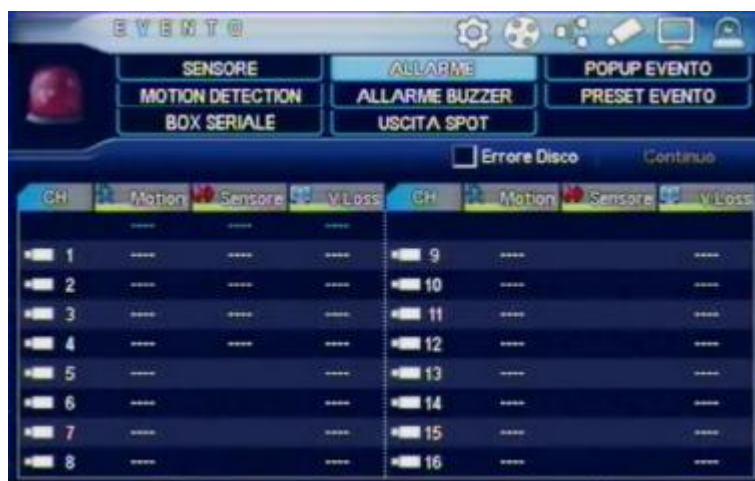 EVENTO
SENSORE ALLARME POPUP EVENTO
MOTION DETECTION ALLARME BUZZER PRESET EVENTO
BOX SERIALE USCITA SPOT
Errore Disco Continuo
CH Motion Sensore V.Loss CH Motion Sensore V.Loss
---- ---- ----
1 ---- ---- ---- 9 ---- ----
2 ---- ---- ---- 10 ---- ----
3 ---- ---- ---- 11 ---- ----
4 ---- ---- ---- 12 ---- ----
5 ---- ---- 13 ---- ----
6 ---- ---- 14 ---- ----
7 ---- ---- 15 ---- ----
8 ---- ---- 16 ---- ----